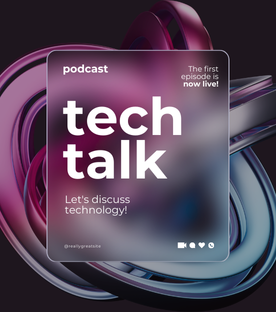 podcast
The first
episode is
now live!
tech
talk
Let's discuss
technology!
@reallygreatsite